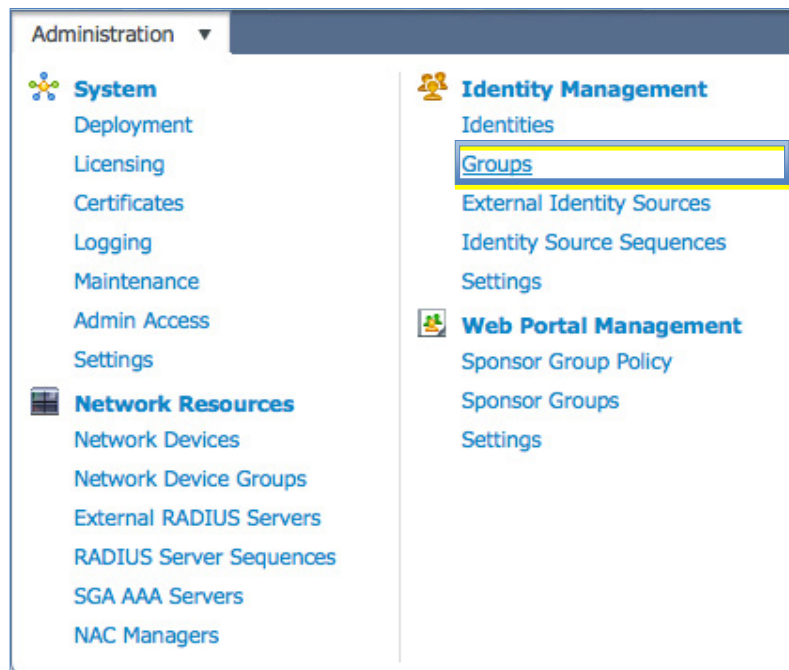 Administration ▼
System
Deployment
Licensing
Certificates
Logging
Maintenance
Admin Access
Settings
Network Resources
Network Devices
Network Device Groups
External RADIUS Servers
RADIUS Server Sequences
SGA AAA Servers
NAC Managers
Identity Management
Identities
Groups
External Identity Sources
Identity Source Sequences
Settings
Web Portal Management
Sponsor Group Policy
Sponsor Groups
Settings